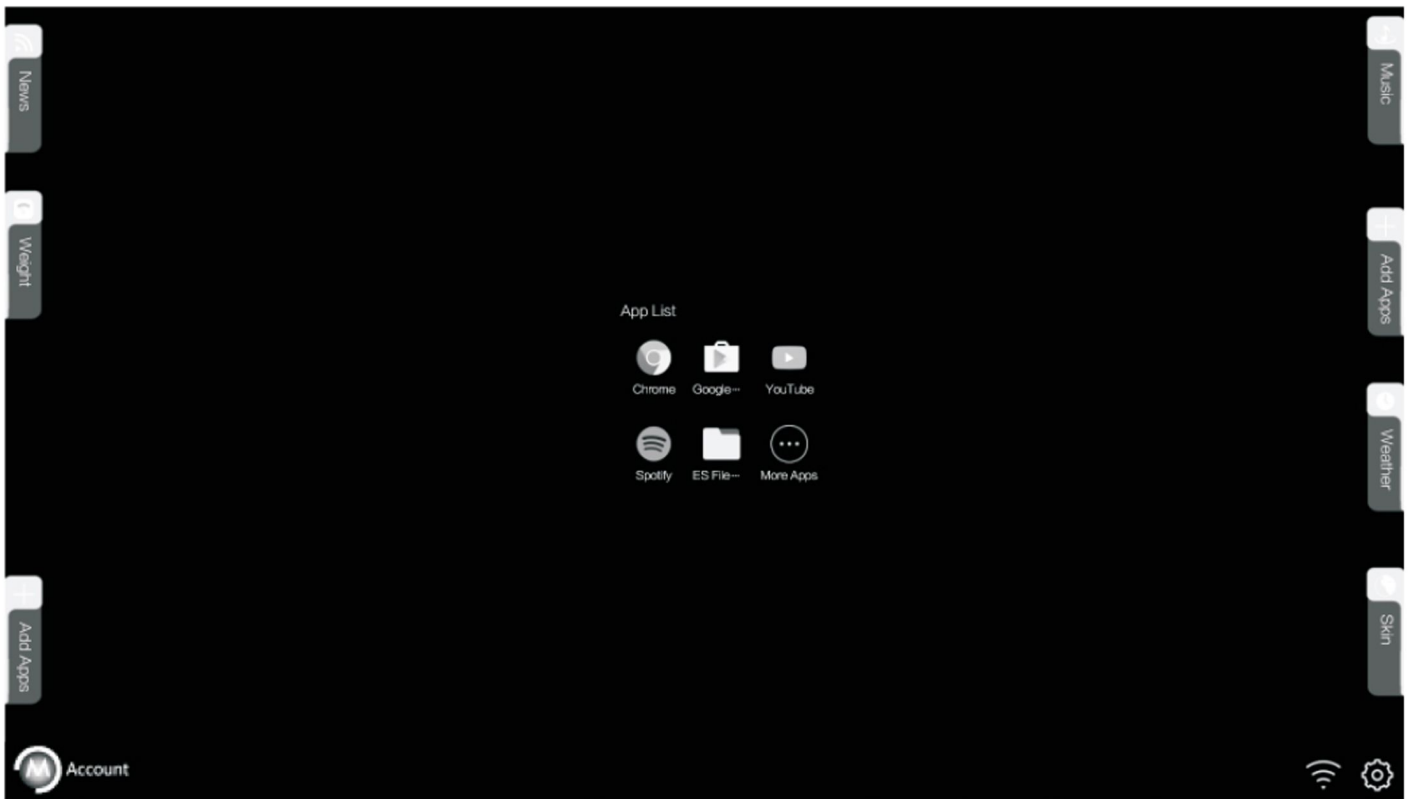 News
Music
Weight
Add Apps
App List
Chrome Google··· YouTube
Weather
Spotify ES File··· More Apps
Add Apps
Skin
M Account